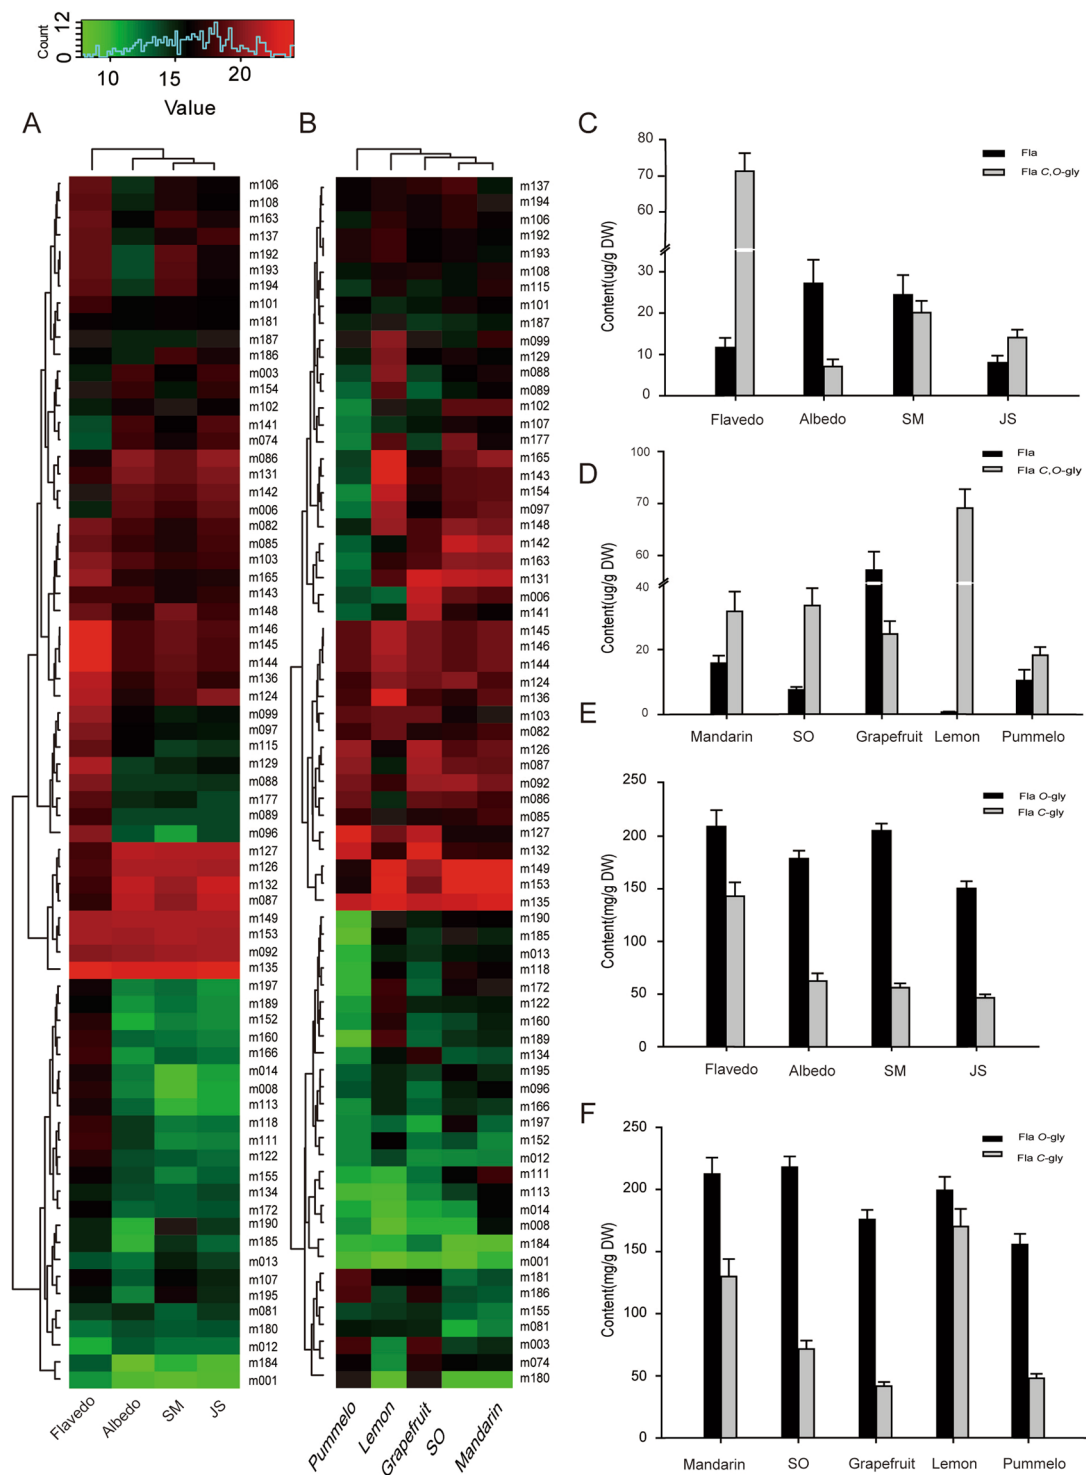 12
Count
0
10 15 20
Value
A
m106
m108
m163
m137
m192
m193
m194
m101
m181
m187
m186
m003
m154
m102
m141
m074
m086
m131
m142
m006
m082
m085
m103
m165
m143
m148
m146
m145
m144
m136
m124
m099
m097
m115
m129
m088
m177
m089
m096
m127
m126
m132
m087
m149
m153
m092
m135
m197
m189
m152
m160
m166
m014
m008
m113
m118
m111
m122
m155
m134
m172
m190
m185
m013
m107
m195
m081
m180
m012
m184
m001
Flavedo Albedo SM JS
B
m137
m194
m106
m192
m193
m108
m115
m101
m187
m099
m129
m088
m089
m102
m107
m177
m165
m143
m154
m097
m148
m142
m163
m131
m006
m141
m145
m146
m144
m124
m136
m103
m082
m126
m087
m092
m086
m085
m127
m132
m149
m153
m135
m190
m185
m013
m118
m172
m122
m160
m189
m134
m195
m096
m166
m197
m152
m012
m111
m113
m014
m008
m184
m001
m181
m186
m155
m081
m003
m074
m180
Pummelo Lemon Grapefruit SO Mandarin
C
Fla
Fla C,O-gly
Content(ug/g DW)
80
70
60
30
20
10
0
Flavedo Albedo SM JS
D
Fla
Fla C,O-gly
Content(ug/g DW)
100
70
60
40
20
0
Mandarin SO Grapefruit Lemon Pummelo
E
Fla O-gly
Fla C-gly
Content(mg/g DW)
250
200
150
100
50
0
Flavedo Albedo SM JS
F
Fla O-gly
Fla C-gly
Content(mg/g DW)
250
200
150
100
50
0
Mandarin SO Grapefruit Lemon Pummelo